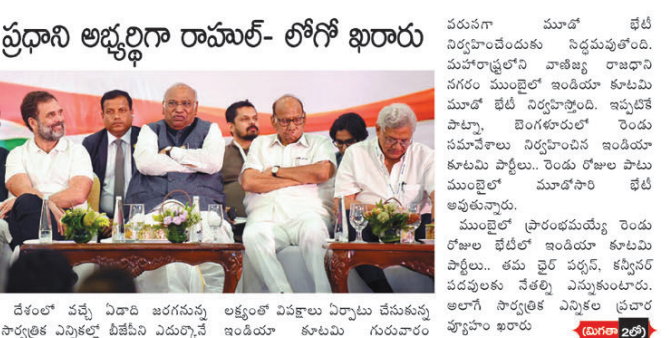 ప్రధాని అభ్యర్థిగా రాహుల్- లోగో ఖరారు
దేశంలో వచ్చే ఏడాది జరగనున్న
సార్వత్రిక ఎన్నికల్లో బీజేపీని ఎదుర్కొనే
లక్ష్యంతో విపక్షాలు ఏర్పాటు చేసుకున్న
ఇండియా కూటమి గురువారం
వరుసగా మూడో భేటీ
నిర్వహించేందుకు సిద్ధమవుతోంది.
మహారాష్ట్రలోని వాణిజ్య రాజధాని
నగరం ముంబైలో ఇండియా కూటమి
మూడో భేటీ నిర్వహిస్తోంది. ఇప్పటికే
పాట్నా, బెంగళూరులో రెండు
సమావేశాలు నిర్వహించిన ఇండియా
కూటమి పార్టీలు.. రెండు రోజుల పాటు
ముంబైలో మూడోసారి భేటీ
అవుతున్నారు.
ముంబైలో ప్రారంభమయ్యే రెండు
రోజుల భేటీలో ఇండియా కూటమి
పార్టీలు.. తమ ఛైర్ పర్సన్, కన్వీనర్
పదవులకు నేతల్ని ఎన్నుకుంటారు.
అలాగే సార్వత్రిక ఎన్నికల ప్రచార
వ్యూహం ఖరారు
(మిగతా 2లో)